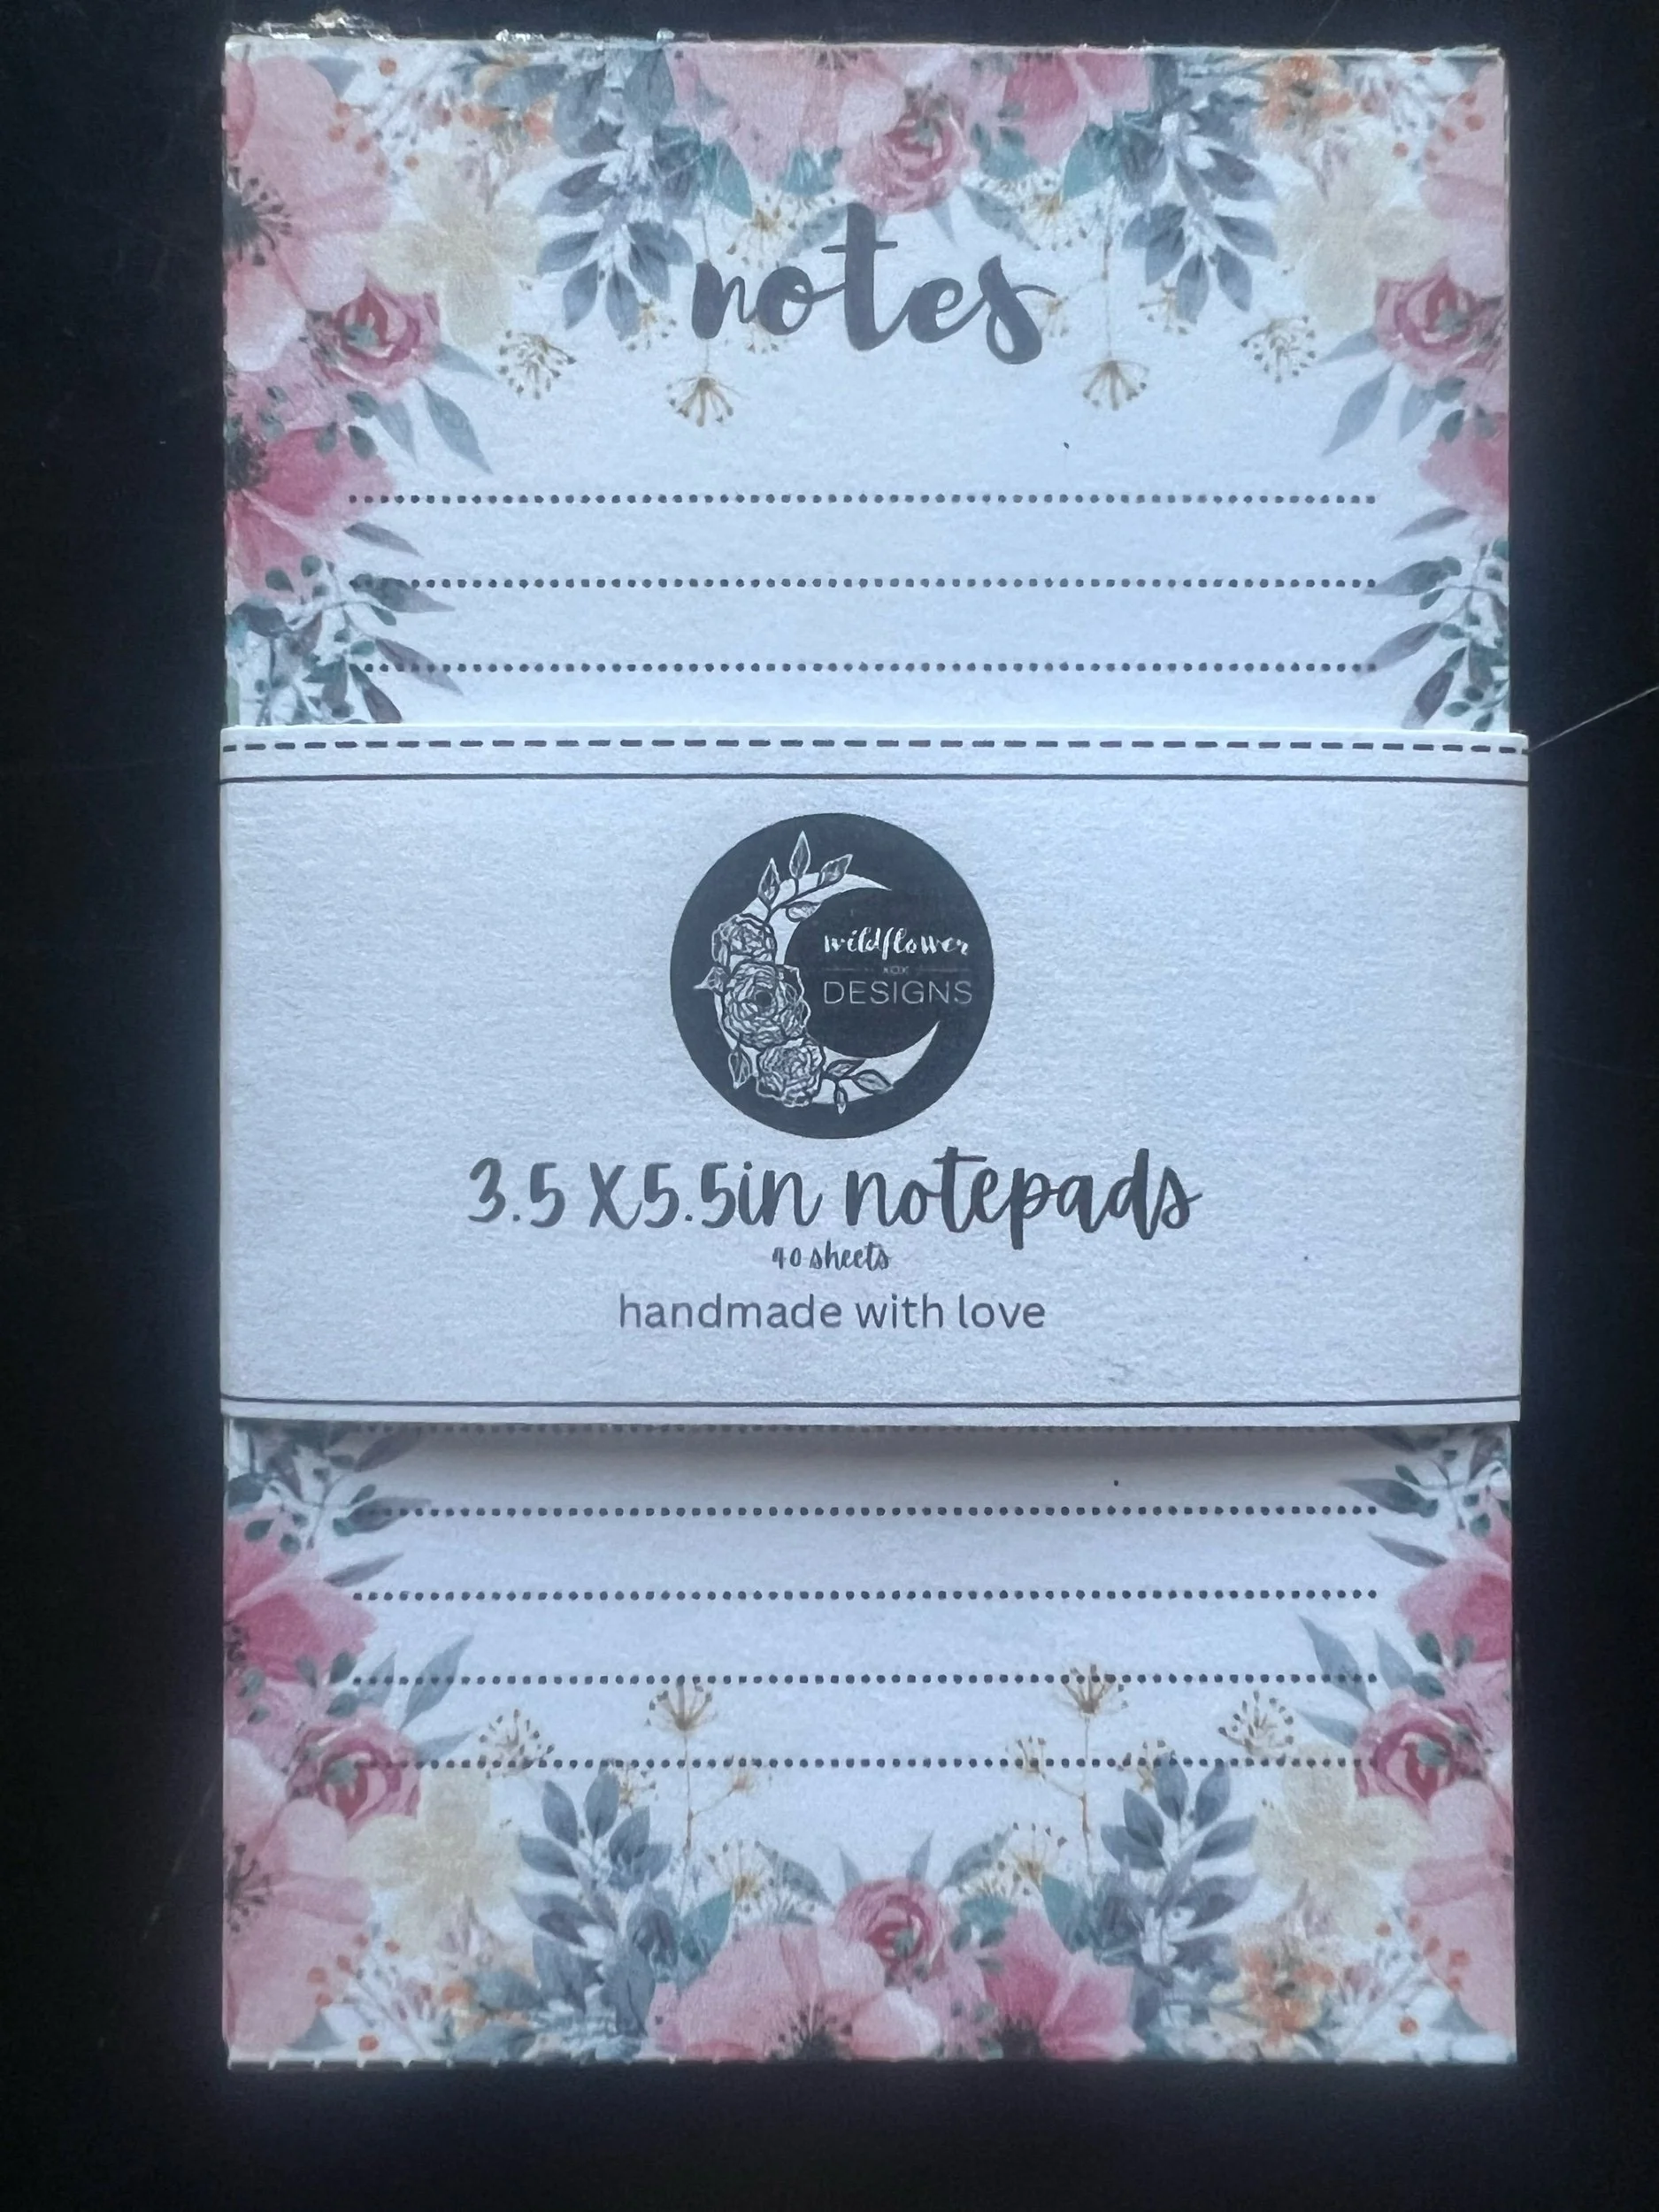 notes
wildflower
XOX
DESIGNS
3.5 X5.5in notepads
40 sheets
handmade with love